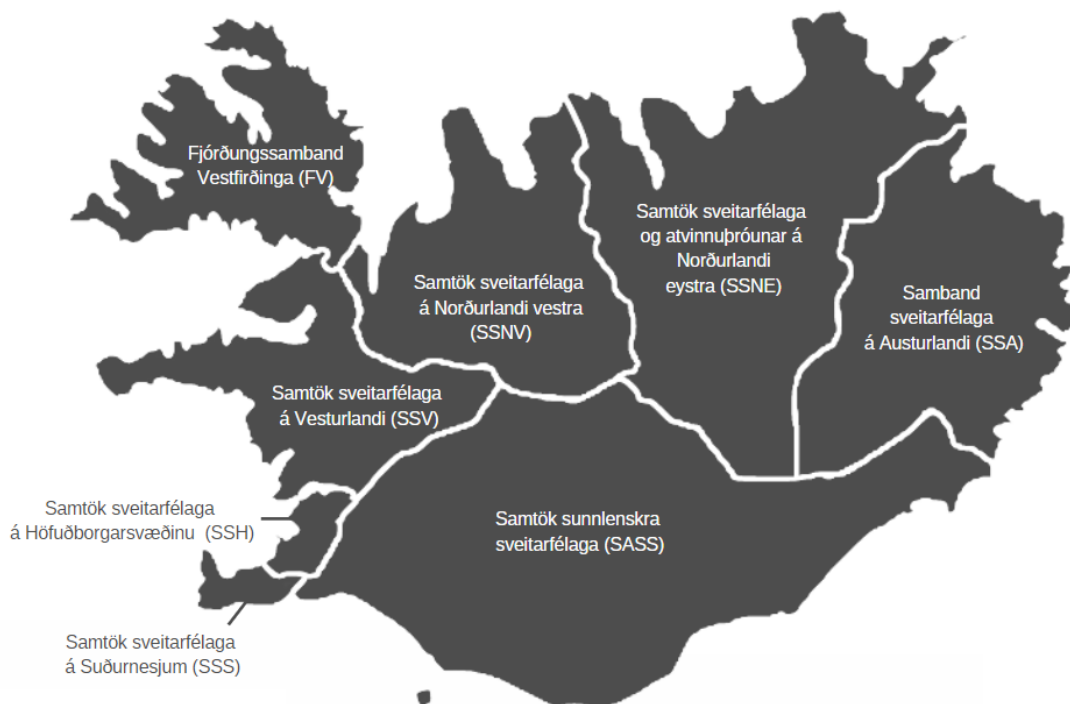 Fjórðungssamband
Vestfirðinga (FV)
Samtök sveitarfélaga
og atvinnuþróunar á
Norðurlandi
eystra (SSNE)
Samtök sveitarfélaga
á Norðurlandi vestra
(SSNV)
Samband
sveitarfélaga
á Austurlandi (SSA)
Samtök sveitarfélaga
á Vesturlandi (SSV)
Samtök sveitarfélaga
á Höfuðborgarsvæðinu (SSH)
Samtök sunnlenskra
sveitarfélaga (SASS)
Samtök sveitarfélaga
á Suðurnesjum (SSS)